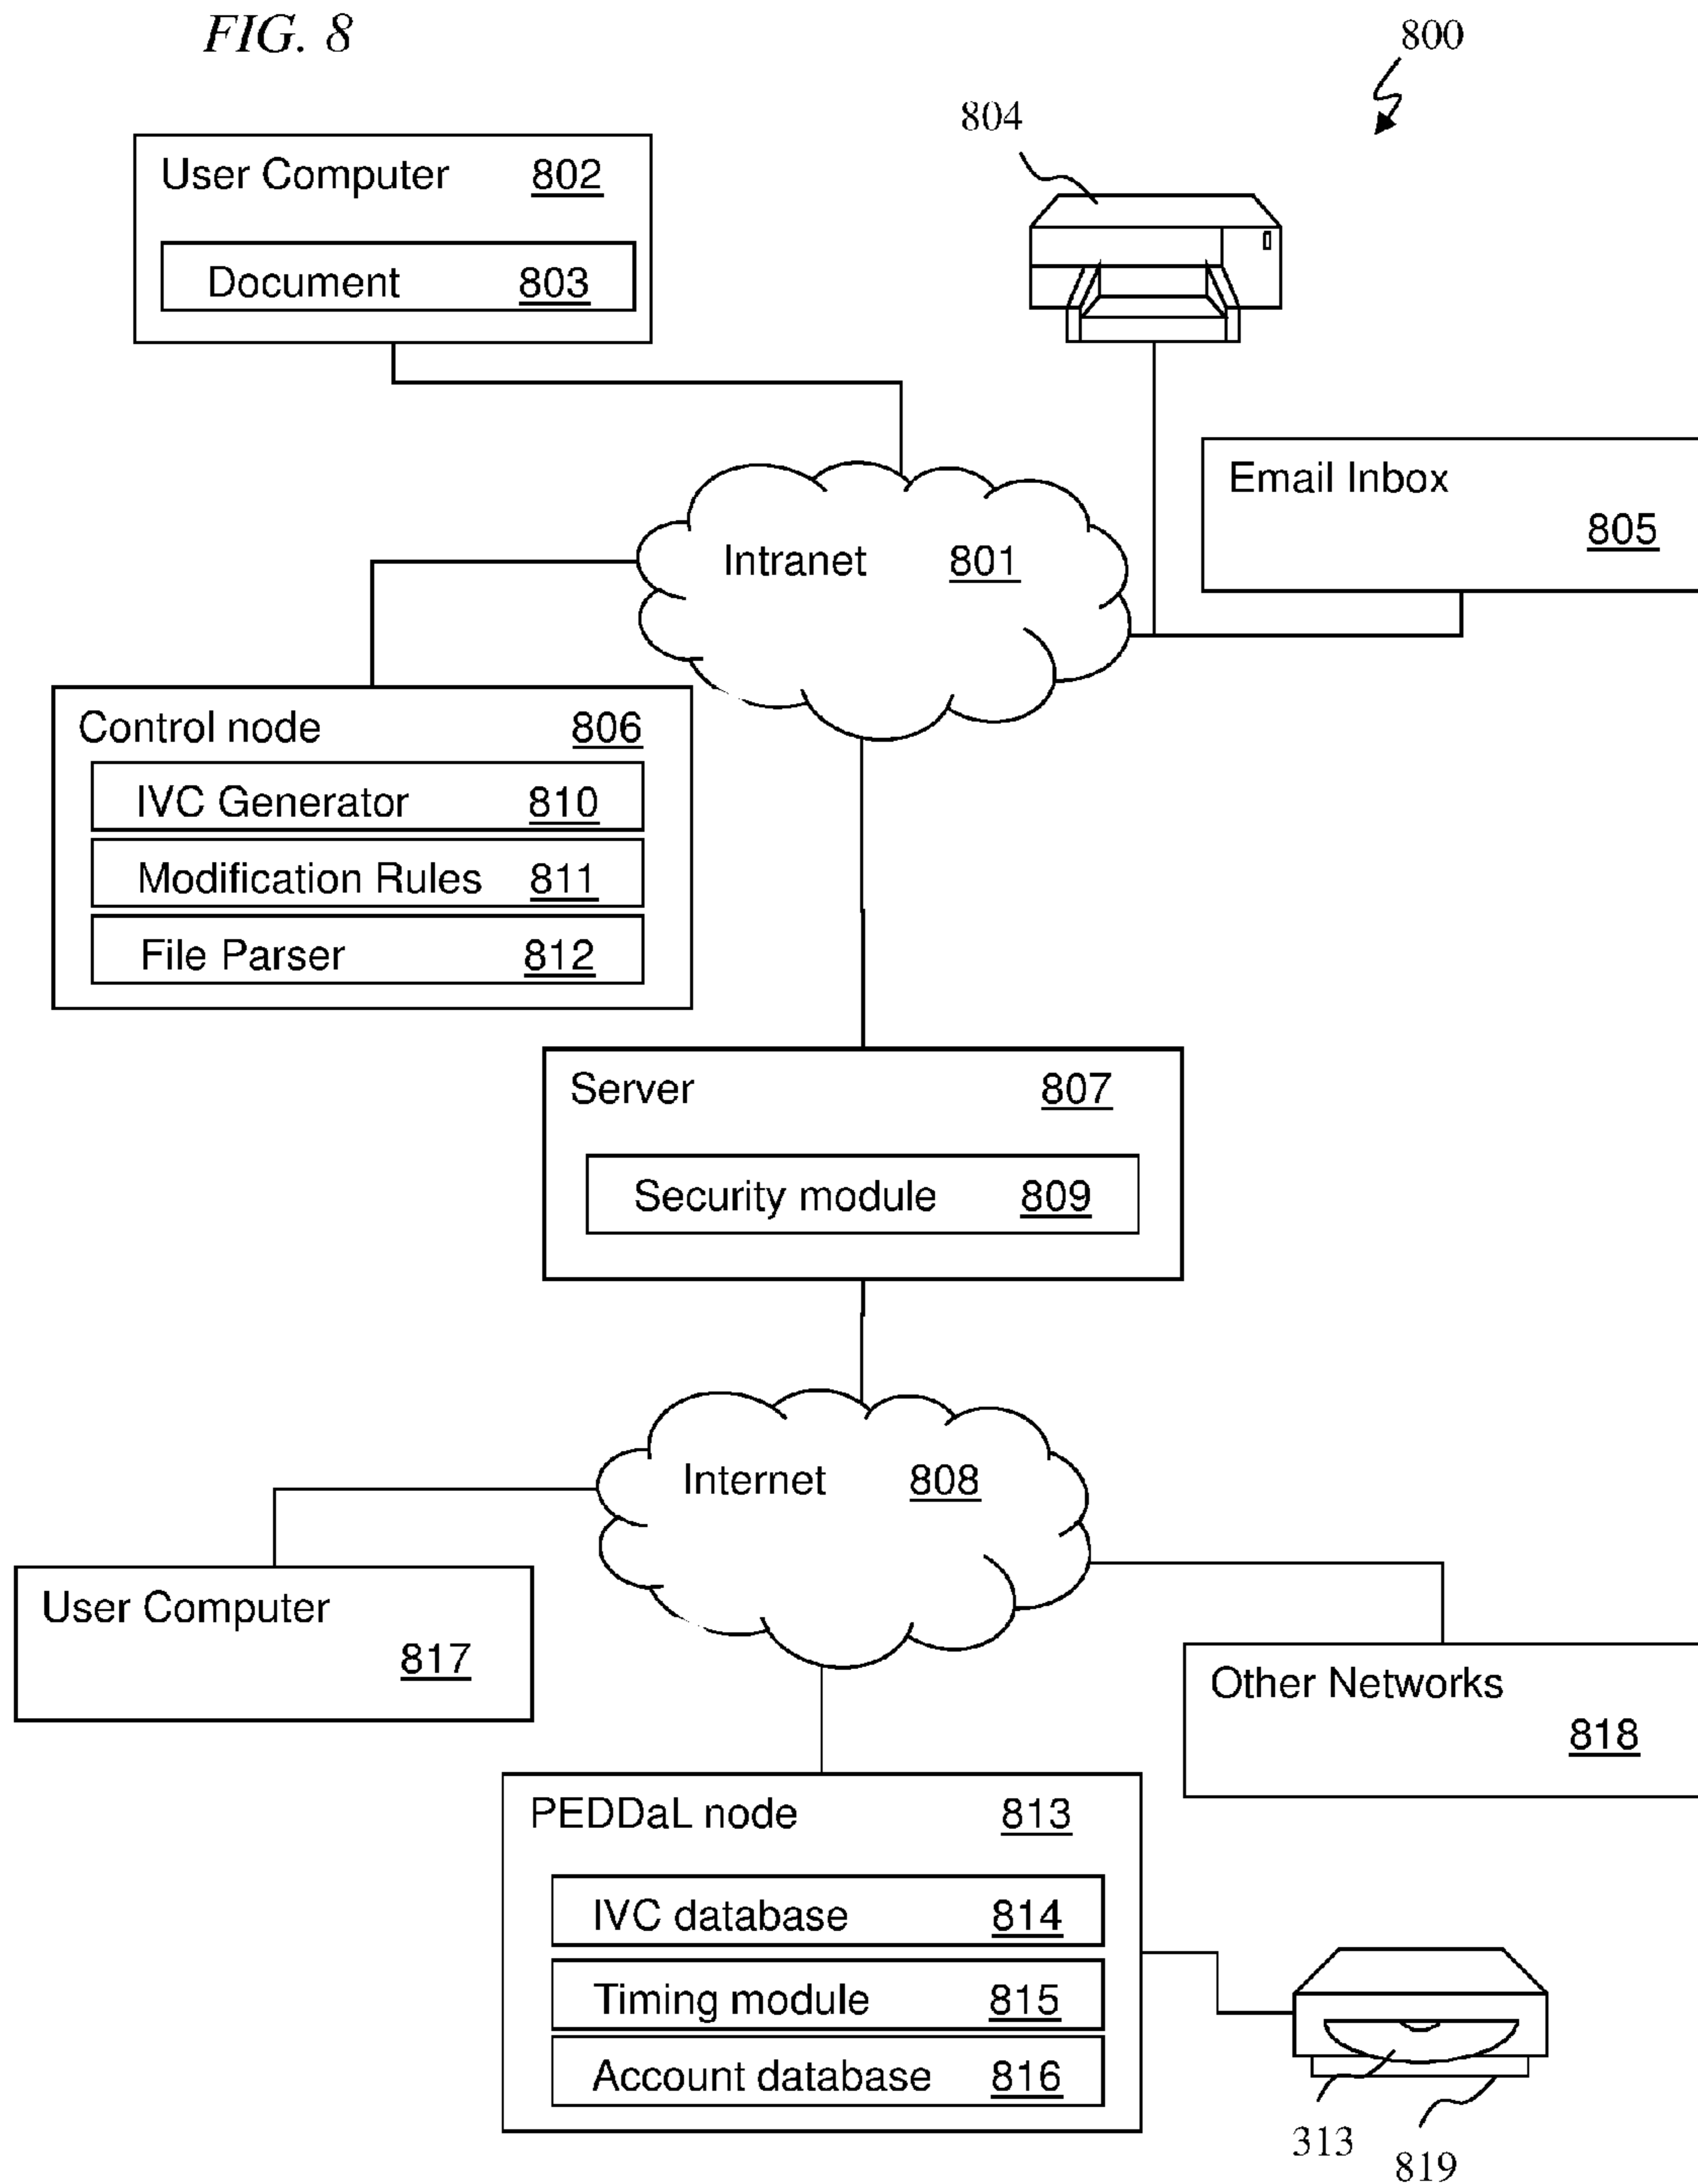 FIG. 8
800
804
User Computer 802
Document 803
Email Inbox
805
Intranet 801
Control node 806
IVC Generator 810
Modification Rules 811
File Parser 812
Server 807
Security module 809
Internet 808
User Computer
817
Other Networks
818
PEDDaL node 813
IVC database 814
Timing module 815
Account database 816
313
819